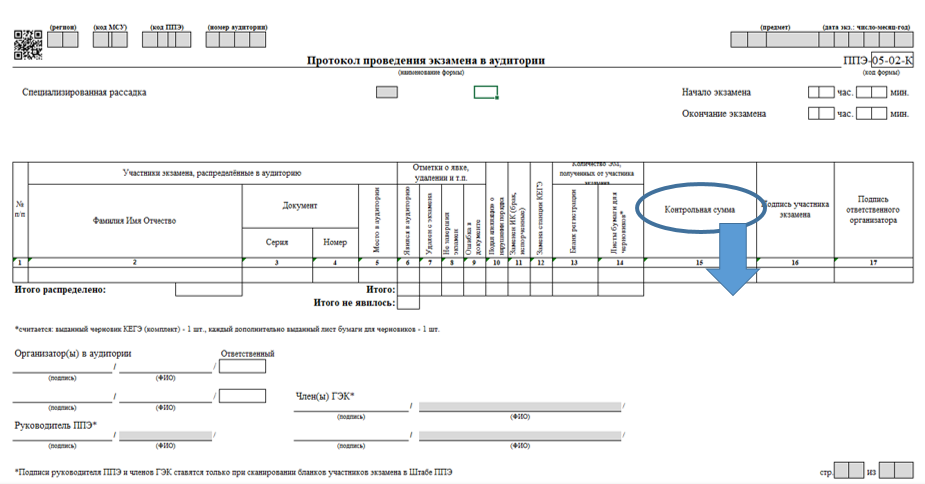 (регион) (код МСУ) (код ППЭ) (номер аудитории) (предмет) (дата экз.: число-месяц-год)
Протокол проведения экзамена в аудитории ППЭ-05-02-К
(наименование формы) (код формы)
Специализированная рассадка Начало экзамена час. мин.
Окончание экзамена час. мин.
№ п/п
Участники экзамена, распределённые в аудиторию
Фамилия Имя Отчество
Документ
Серия
Номер
Место в аудитории
Отметки о явке, удалении и т.п.
Явился в аудиторию
Удален с экзамена
Не завершил экзамен
Ошибка в документе
Подал апелляцию о нарушении порядка
Замена ИК (брак, испорченные)
Замена станции КЕГЭ
Количество ЭМ, полученных от участника экзамена
Бланк регистрации
Листы бумаги для черновиков*
Контрольная сумма
Подпись участника экзамена
Подпись ответственного организатора
1 2 3 4 5 6 7 8 9 10 11 12 13 14 15 16 17
Итого распределено: Итого:
Итого не явилось:
*считается: выданный черновик КЕГЭ (комплект) - 1 шт., каждый дополнительно выданный лист бумаги для черновиков - 1 шт.
Организатор(ы) в аудитории Ответственный
/ /
(подпись) (ФИО)
/ /
(подпись) (ФИО)
Член(ы) ГЭК*
/ /
(подпись) (ФИО)
Руководитель ППЭ*
/ / / /
(подпись) (ФИО) (подпись) (ФИО)
*Подписи руководителя ППЭ и членов ГЭК ставятся только при сканировании бланков участников экзамена в Штабе ППЭ
стр. из